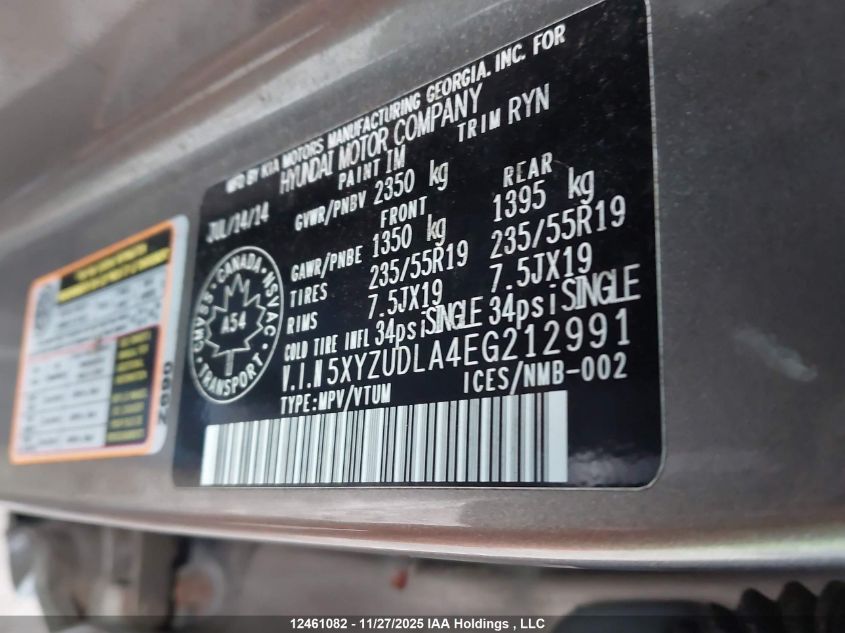 MFD BY KIA MOTORS MANUFACTURING GEORGIA, INC. FOR
HYUNDAI MOTOR COMPANY
PAINT IM TRIM RYN
JUL/14/14 GVWR/PNBV 2350 kg
FRONT REAR
GAWR/PNBE 1350 kg 1395 kg
TIRES 235/55R19 235/55R19
RIMS 7.5JX19 7.5JX19
COLD TIRE INFL 34psiSINGLE 34psiSINGLE
V.I.N 5XYZUDLA4EG212991
TYPE:MPV/VTUM ICES/NMB-002
CMVSS · CANADA · NSVAC
A54
TRANSPORT
12461082 - 11/27/2025 IAA Holdings , LLC